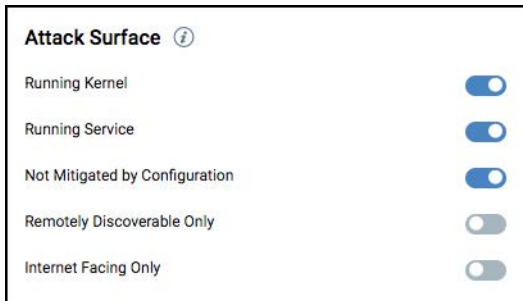 Attack Surface i
Running Kernel
Running Service
Not Mitigated by Configuration
Remotely Discoverable Only
Internet Facing Only